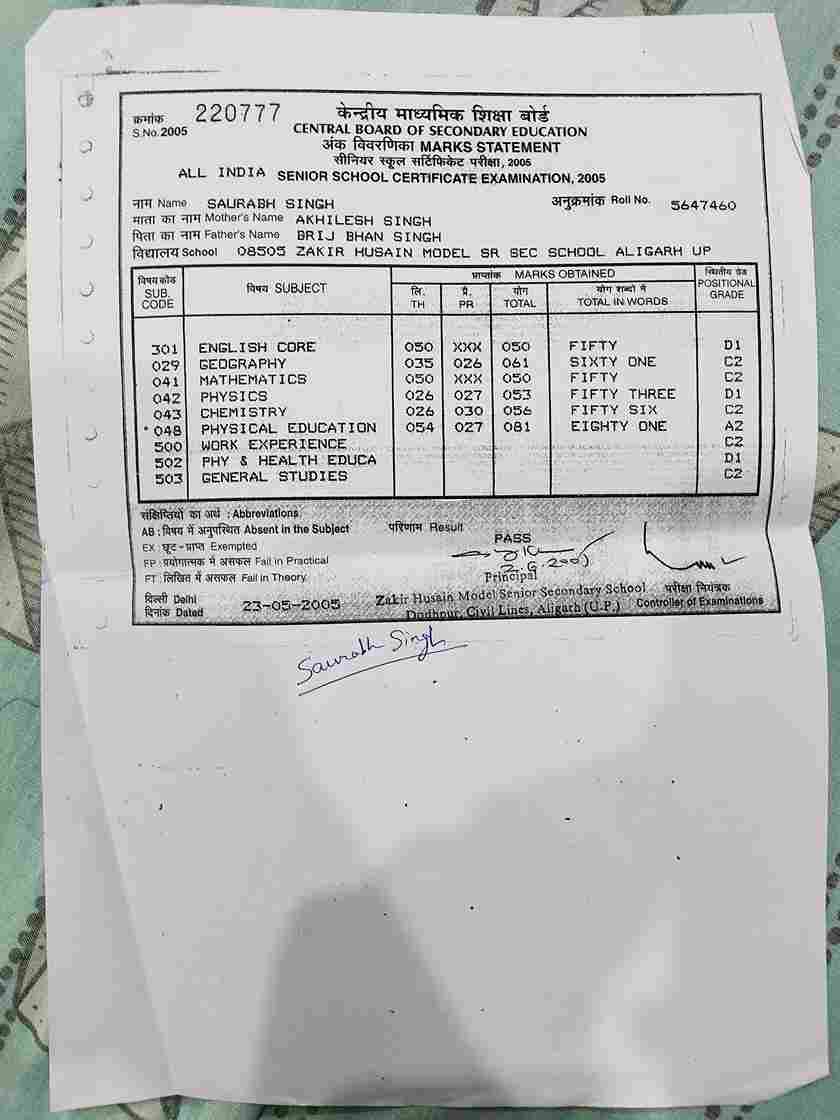 क्रमांक 220777 केन्द्रीय माध्यमिक शिक्षा बोर्ड
S.No.2005 CENTRAL BOARD OF SECONDARY EDUCATION
अंक विवरणिका MARKS STATEMENT
सीनियर स्कूल सर्टिफिकेट परीक्षा, 2005
ALL INDIA SENIOR SCHOOL CERTIFICATE EXAMINATION, 2005
नाम Name SAURABH SINGH अनुक्रमांक Roll No. 5647460
माता का नाम Mother's Name AKHILESH SINGH
पिता का नाम Father's Name BRIJ BHAN SINGH
विद्यालय School 08505 ZAKIR HUSAIN MODEL SR SEC SCHOOL ALIGARH UP
विषय कोड SUB. CODE विषय SUBJECT प्राप्तांक MARKS OBTAINED स्थितीय ग्रेड POSITIONAL GRADE
लि. TH प्रै. PR योग TOTAL योग शब्दों में TOTAL IN WORDS
301 ENGLISH CORE 050 XXX 050 FIFTY D1
029 GEOGRAPHY 035 026 061 SIXTY ONE C2
041 MATHEMATICS 050 XXX 050 FIFTY C2
042 PHYSICS 026 027 053 FIFTY THREE D1
043 CHEMISTRY 026 030 056 FIFTY SIX C2
* 048 PHYSICAL EDUCATION 054 027 081 EIGHTY ONE A2
500 WORK EXPERIENCE C2
502 PHY & HEALTH EDUCA D1
503 GENERAL STUDIES C2
संक्षिप्तियों का अर्थ : Abbreviations
AB : विषय में अनुपस्थित Absent in the Subject परिणाम Result PASS
EX : छूट-प्राप्त Exempted
FP : प्रयोगात्मक में असफल Fail in Practical 2.6.2005
FT : लिखित में असफल Fail in Theory Principal
दिल्ली Delhi Zakir Husain Model Senior Secondary School परीक्षा नियंत्रक
दिनांक Dated 23-05-2005 Dodhpur, Civil Lines, Aligarh (U.P.) Controller of Examinations
Saurabh Singh